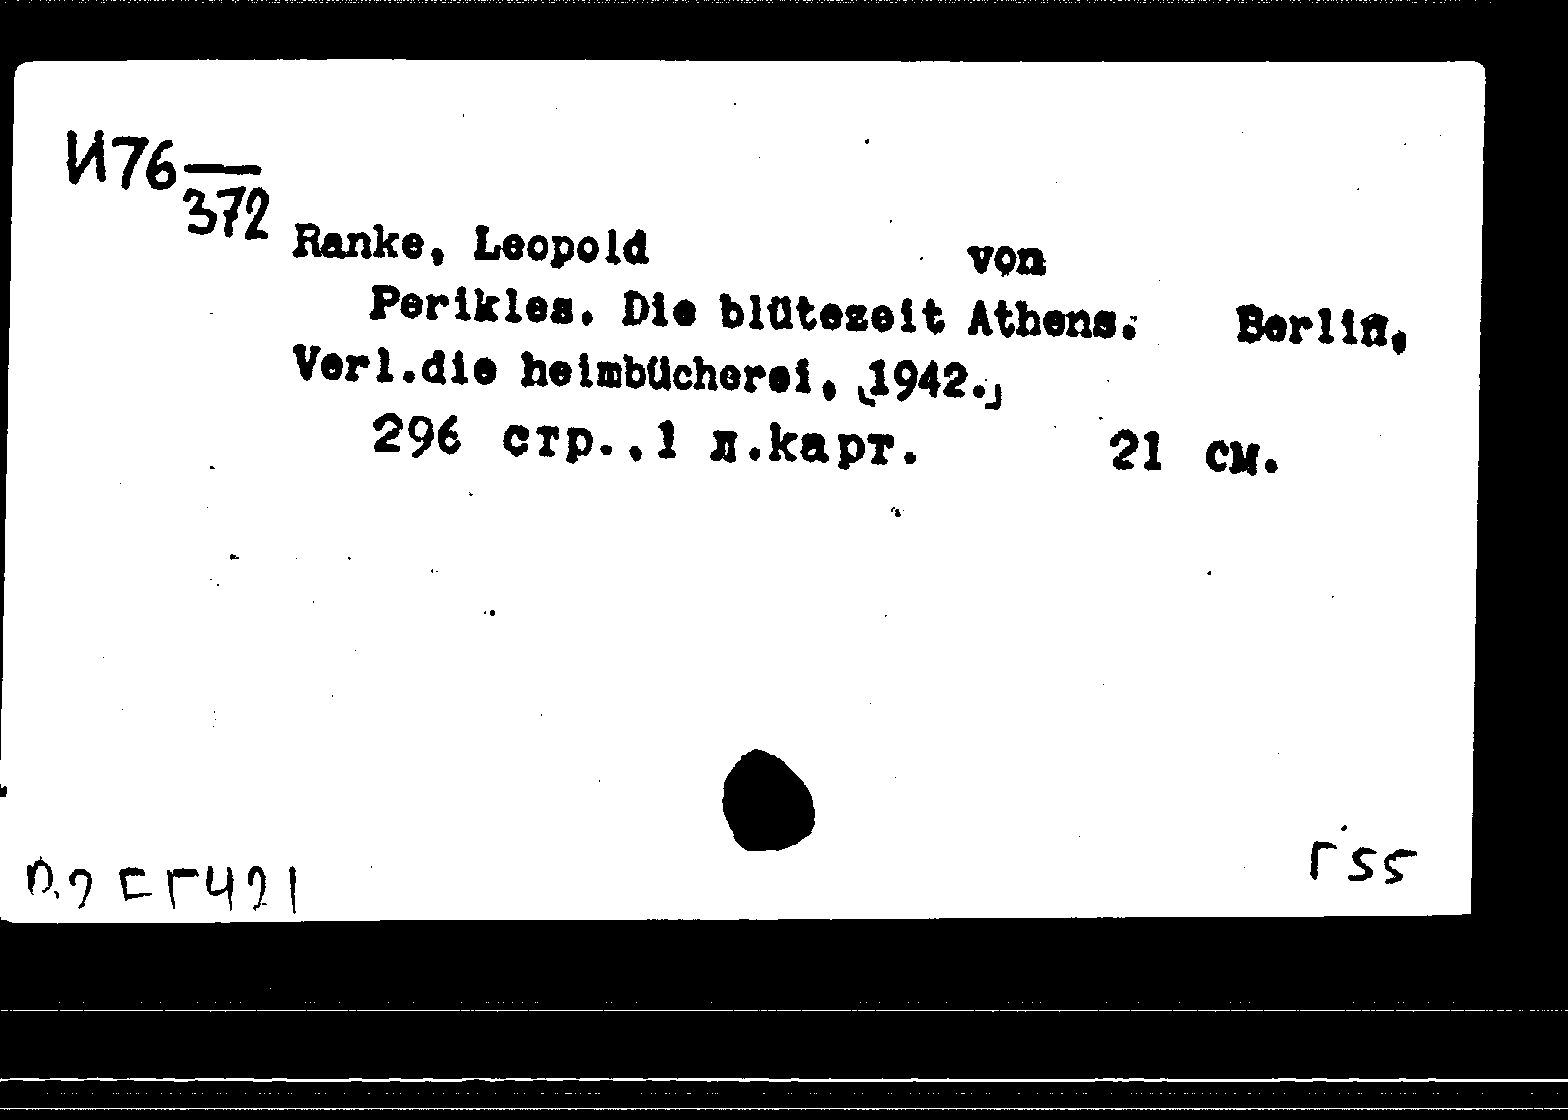 И76—
372
Ranke, Leopold von
Perikles. Die blütezeit Athens. Berlin,
Verl.die heimbücherei, [1942.]
296 стр.,1 л.карт. 21 см.
Г55